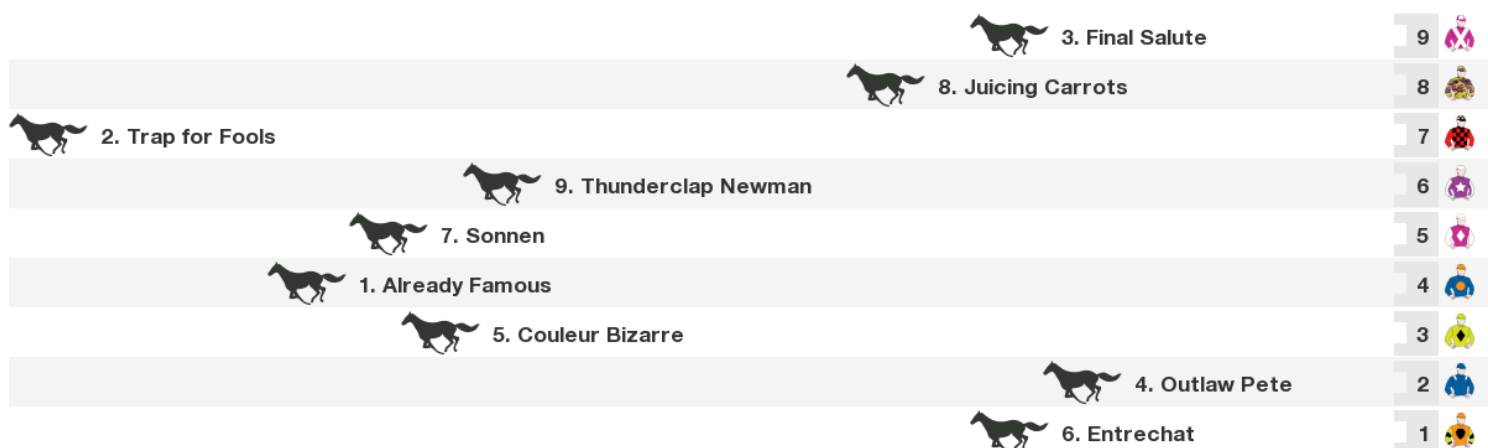 3. Final Salute 9
8. Juicing Carrots 8
2. Trap for Fools 7
9. Thunderclap Newman 6
7. Sonnen 5
1. Already Famous 4
5. Couleur Bizarre 3
4. Outlaw Pete 2
6. Entrechat 1